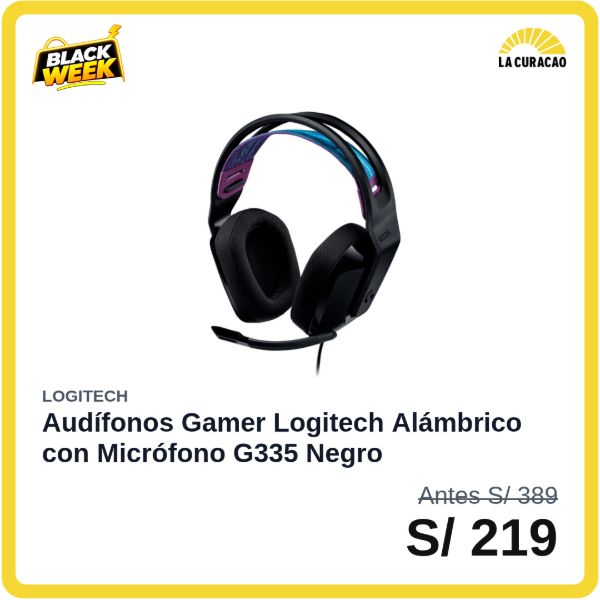 BLACK
WEEK
LA CURACAO
G335
LOGITECH
Audífonos Gamer Logitech Alámbrico
con Micrófono G335 Negro
Antes S/ 389
S/ 219